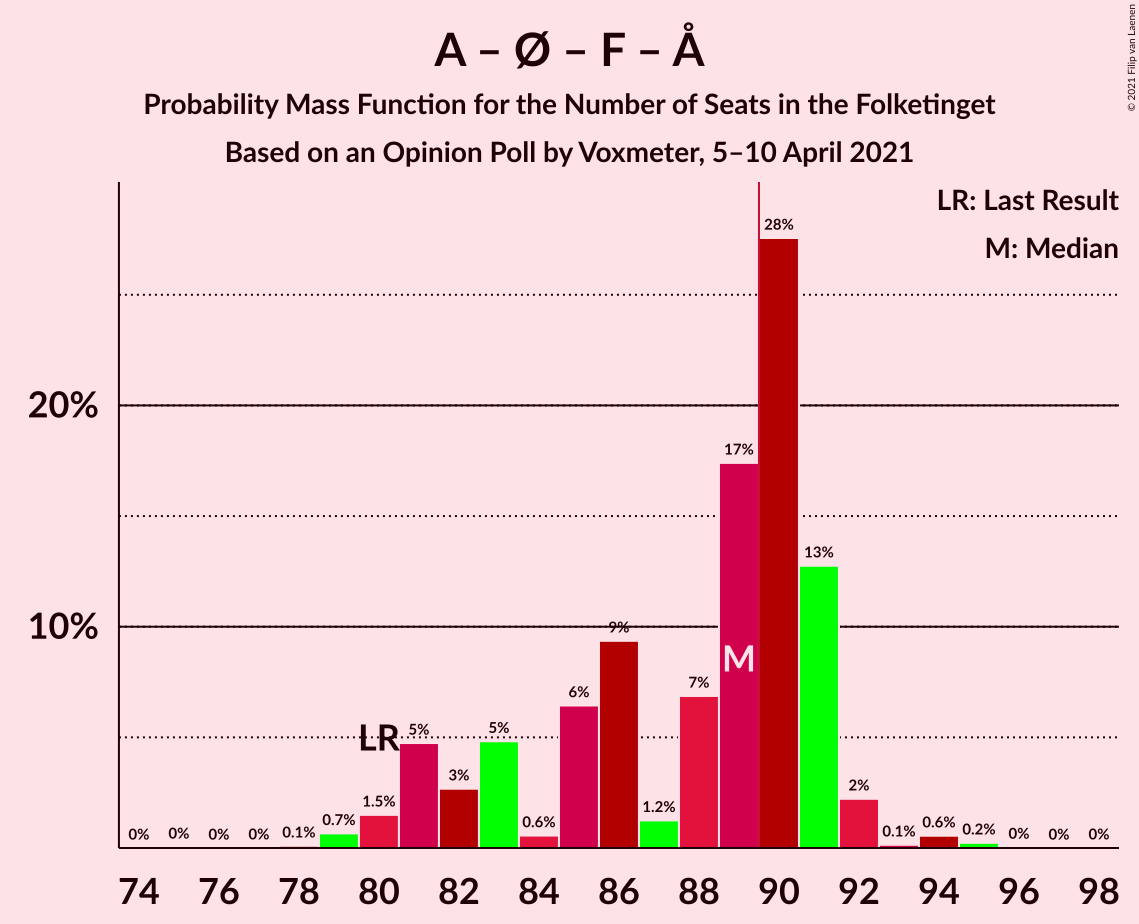 A – Ø – F – Å
Probability Mass Function for the Number of Seats in the Folketinget
Based on an Opinion Poll by Voxmeter, 5–10 April 2021
© 2021 Filip van Laenen
LR: Last Result
M: Median
20%
10%
0% 0% 0% 0% 0.1% 0.7% 1.5% 5% 3% 5% 0.6% 6% 9% 1.2% 7% 17% 28% 13% 2% 0.1% 0.6% 0.2% 0% 0% 0%
LR
M
74 76 78 80 82 84 86 88 90 92 94 96 98